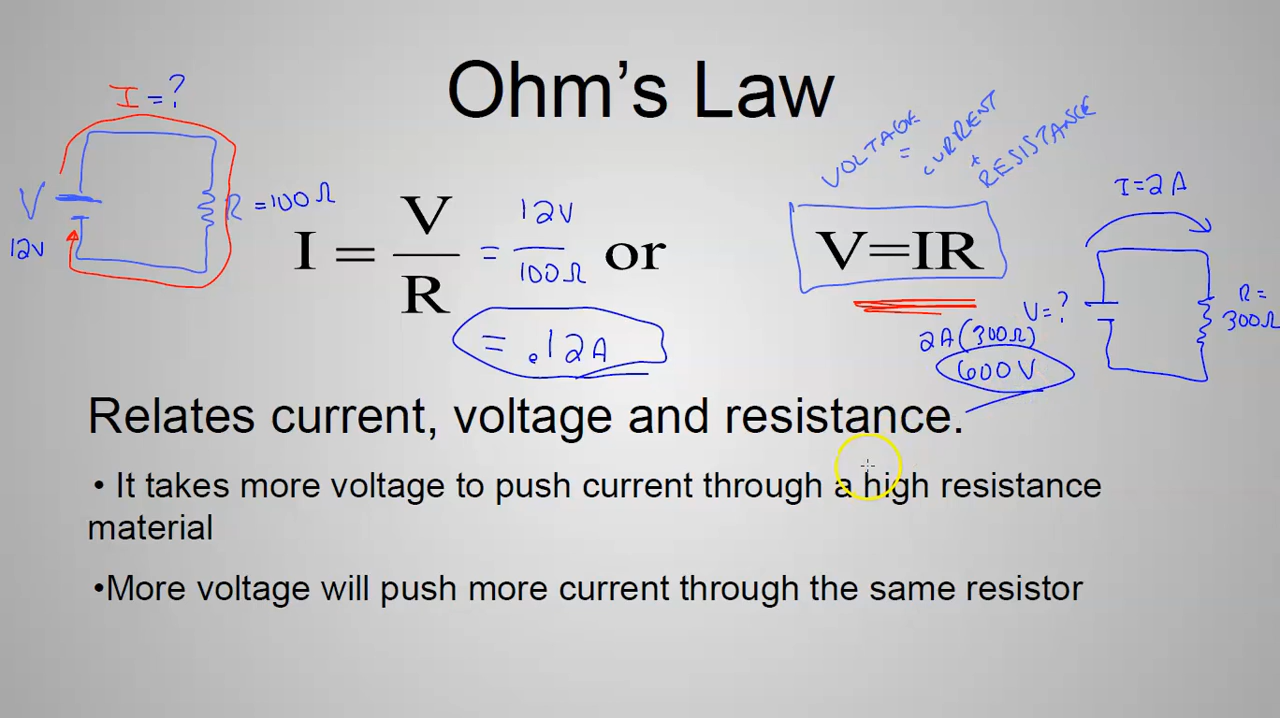 Ohm's Law
I = ?
V
12V
R = 100Ω
I = V/R = 12V/100Ω or
= .12A
VOLTAGE = CURRENT * RESISTANCE
V=IR
I = 2A
V = ?
R = 300Ω
2A(300Ω)
600V
Relates current, voltage and resistance.
• It takes more voltage to push current through a high resistance
material
•More voltage will push more current through the same resistor